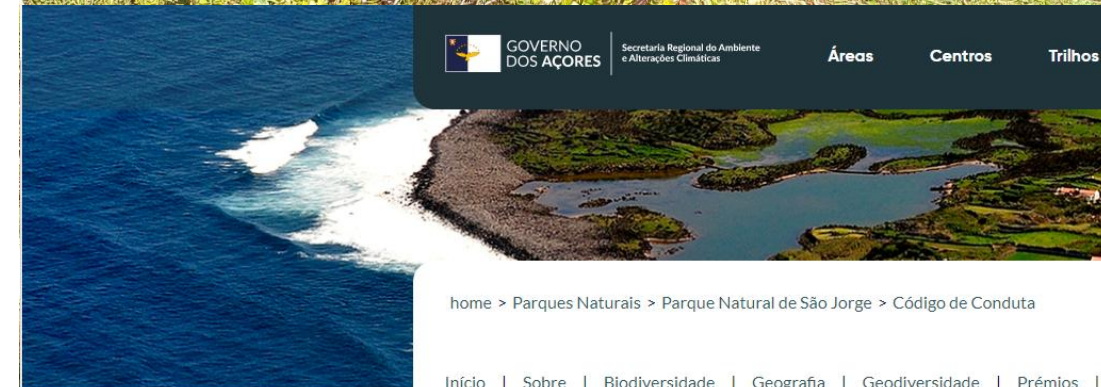 GOVERNO
DOS AÇORES
Secretaria Regional do Ambiente
e Alterações Climáticas
Áreas Centros Trilhos
home > Parques Naturais > Parque Natural de São Jorge > Código de Conduta
Início | Sobre | Biodiversidade | Geografia | Geodiversidade | Prémios |